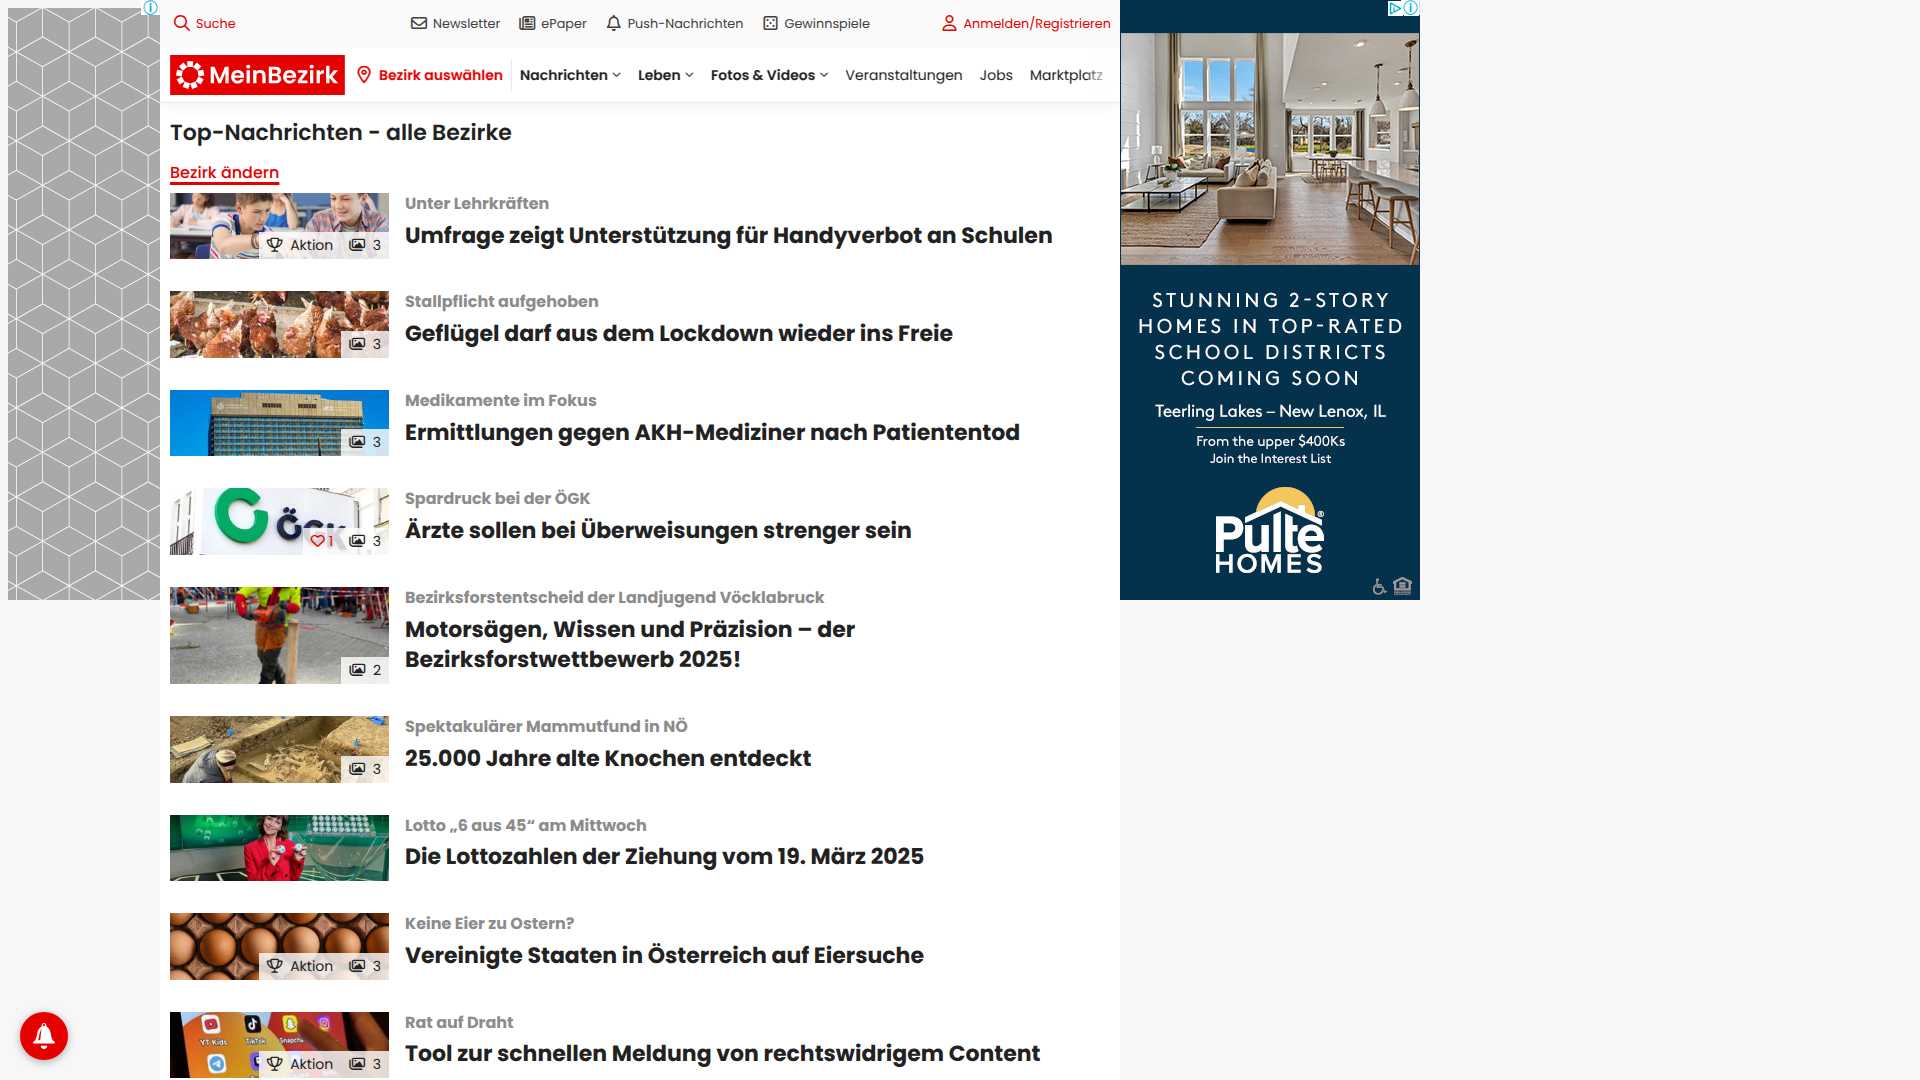 Suche
Newsletter
ePaper
Push-Nachrichten
Gewinnspiele
Anmelden/Registrieren
MeinBezirk
Bezirk auswählen
Nachrichten
Leben
Fotos & Videos
Veranstaltungen
Jobs
Marktplatz
Top-Nachrichten - alle Bezirke
Bezirk ändern
Aktion
3
Unter Lehrkräften
Umfrage zeigt Unterstützung für Handyverbot an Schulen
3
Stallpflicht aufgehoben
Geflügel darf aus dem Lockdown wieder ins Freie
3
Medikamente im Fokus
Ermittlungen gegen AKH-Mediziner nach Patiententod
1
3
Spardruck bei der ÖGK
Ärzte sollen bei Überweisungen strenger sein
2
Bezirksforstentscheid der Landjugend Vöcklabruck
Motorsägen, Wissen und Präzision – der
Bezirksforstwettbewerb 2025!
3
Spektakulärer Mammutfund in NÖ
25.000 Jahre alte Knochen entdeckt
Lotto „6 aus 45“ am Mittwoch
Die Lottozahlen der Ziehung vom 19. März 2025
Aktion
3
Keine Eier zu Ostern?
Vereinigte Staaten in Österreich auf Eiersuche
YT Kids
TikTok
Snapchat
Aktion
3
Rat auf Draht
Tool zur schnellen Meldung von rechtswidrigem Content
STUNNING 2-STORY
HOMES IN TOP-RATED
SCHOOL DISTRICTS
COMING SOON
Teerling Lakes – New Lenox, IL
From the upper $400Ks
Join the Interest List
Pulte®
HOMES